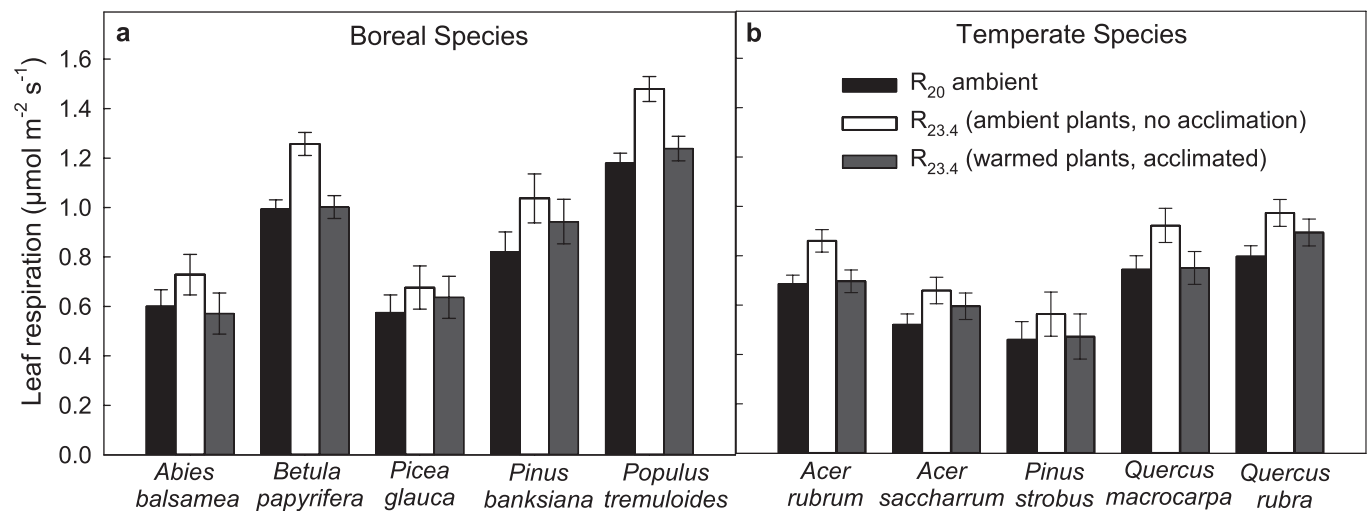 a
Boreal Species
b
Temperate Species
R20 ambient
R23.4 (ambient plants, no acclimation)
R23.4 (warmed plants, acclimated)
Leaf respiration (μmol m-2 s-1)
1.6
1.4
1.2
1.0
0.8
0.6
0.4
0.2
0.0
Abies
balsamea
Betula
papyrifera
Picea
glauca
Pinus
banksiana
Populus
tremuloides
Acer
rubrum
Acer
saccharrum
Pinus
strobus
Quercus
macrocarpa
Quercus
rubra